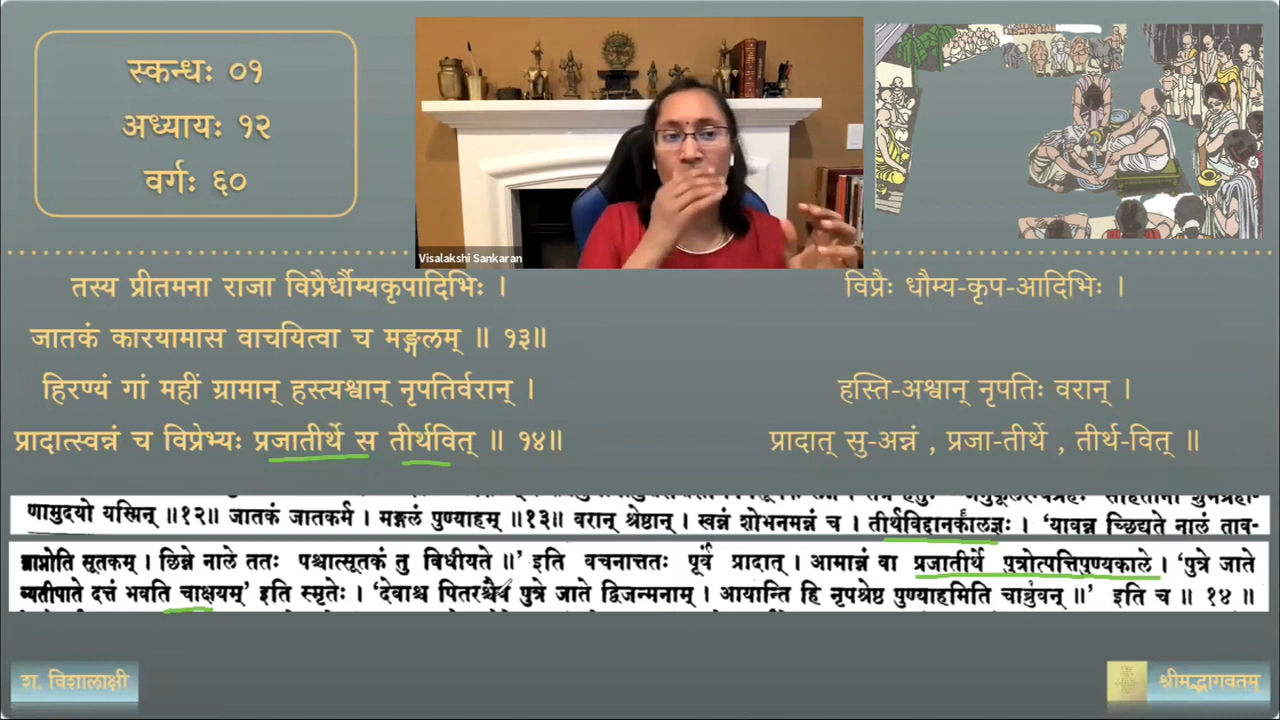 स्कन्धः ०१
अध्यायः १२
वर्गः ६०
Visalakshi Sankaran
तस्य प्रीतमना राजा विप्रैर्धौम्यकृपादिभिः ।
विप्रैः धौम्य-कृप-आदिभिः ।
जातकं कारयामास वाचयित्वा च मङ्गलम् ॥ १३॥
हिरण्यं गां महीं ग्रामान् हस्त्यश्वान् नृपतिर्वरान् ।
हस्ति-अश्वान् नृपतिः वरान् ।
प्रादात्स्वन्नं च विप्रेभ्यः प्रजातीर्थे स तीर्थवित् ॥ १४॥
प्रादात् सु-अन्नं , प्रजा-तीर्थे , तीर्थ-वित् ॥
णामुदयो यस्मिन् ॥१२॥ जातकं जातकर्म । मङ्गलं पुण्याहम् ॥१३॥ वरान् श्रेष्ठान् । स्वन्नं शोभनमन्नं च । तीर्थविद्दानकालज्ञः । ‘यावन्न च्छिद्यते नालं ताव-
न्नाप्नोति सूतकम् । छिन्ने नाले ततः पश्चात्सूतकं तु विधीयते ॥’ इति वचनात्ततः पूर्वं प्रादात् । आमान्नं वा प्रजातीर्थे पुत्रोत्पत्तिपुण्यकाले । ‘पुत्रे जाते
व्यतीपाते दत्तं भवति चाक्षयम्’ इति स्मृतेः । ‘देवाश्च पितरश्चैव पुत्रे जाते द्विजन्मनाम् । आयान्ति हि नृपश्रेष्ठ पुण्याहमिति चाब्रुवन् ॥’ इति च ॥ १४ ॥
श. विशालाक्षी
श्रीमद्भागवतम्